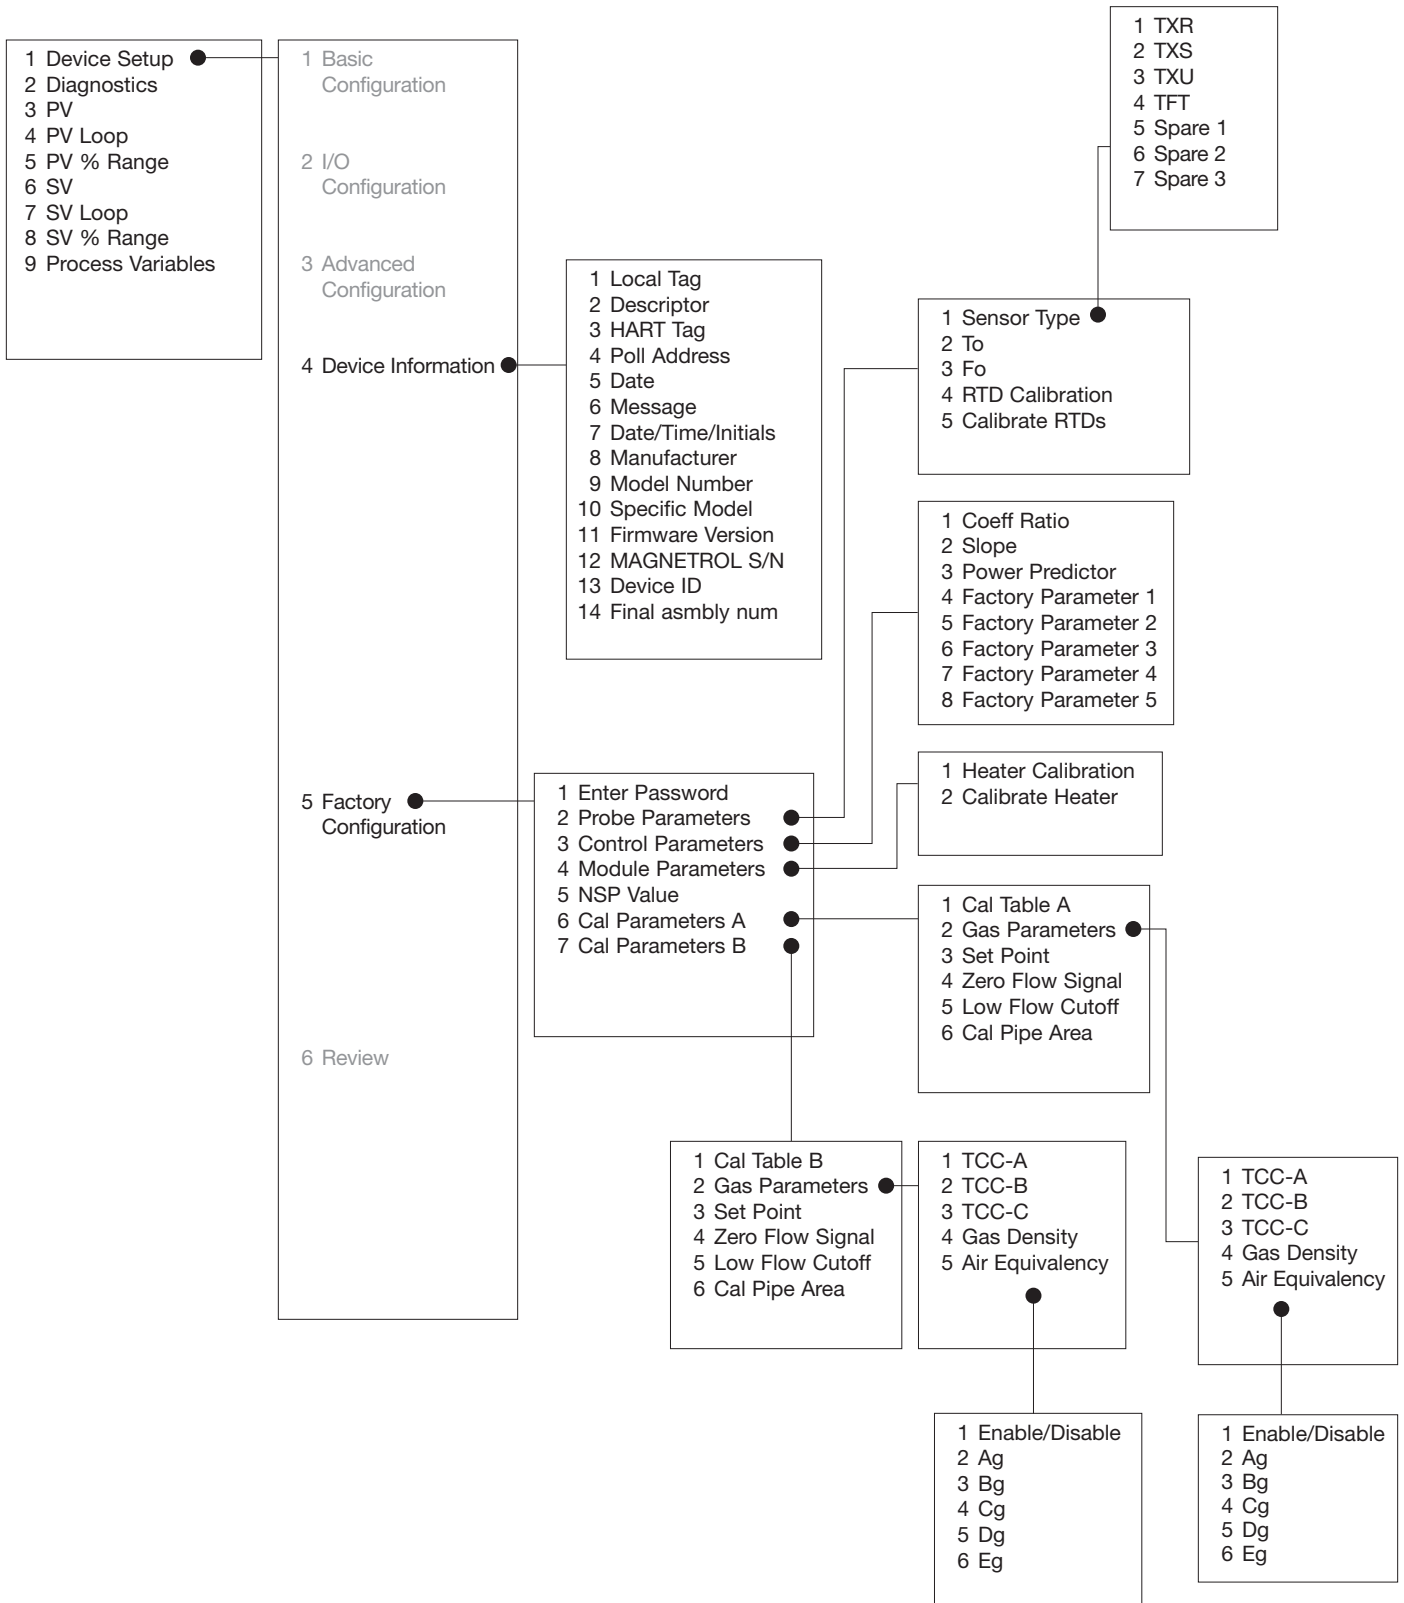 1 Device Setup
2 Diagnostics
3 PV
4 PV Loop
5 PV % Range
6 SV
7 SV Loop
8 SV % Range
9 Process Variables
1 Basic
Configuration
2 I/O
Configuration
3 Advanced
Configuration
4 Device Information
5 Factory
Configuration
6 Review
1 Local Tag
2 Descriptor
3 HART Tag
4 Poll Address
5 Date
6 Message
7 Date/Time/Initials
8 Manufacturer
9 Model Number
10 Specific Model
11 Firmware Version
12 MAGNETROL S/N
13 Device ID
14 Final asmbly num
1 Enter Password
2 Probe Parameters
3 Control Parameters
4 Module Parameters
5 NSP Value
6 Cal Parameters A
7 Cal Parameters B
1 TXR
2 TXS
3 TXU
4 TFT
5 Spare 1
6 Spare 2
7 Spare 3
1 Sensor Type
2 To
3 Fo
4 RTD Calibration
5 Calibrate RTDs
1 Coeff Ratio
2 Slope
3 Power Predictor
4 Factory Parameter 1
5 Factory Parameter 2
6 Factory Parameter 3
7 Factory Parameter 4
8 Factory Parameter 5
1 Heater Calibration
2 Calibrate Heater
1 Cal Table A
2 Gas Parameters
3 Set Point
4 Zero Flow Signal
5 Low Flow Cutoff
6 Cal Pipe Area
1 Cal Table B
2 Gas Parameters
3 Set Point
4 Zero Flow Signal
5 Low Flow Cutoff
6 Cal Pipe Area
1 TCC-A
2 TCC-B
3 TCC-C
4 Gas Density
5 Air Equivalency
1 TCC-A
2 TCC-B
3 TCC-C
4 Gas Density
5 Air Equivalency
1 Enable/Disable
2 Ag
3 Bg
4 Cg
5 Dg
6 Eg
1 Enable/Disable
2 Ag
3 Bg
4 Cg
5 Dg
6 Eg